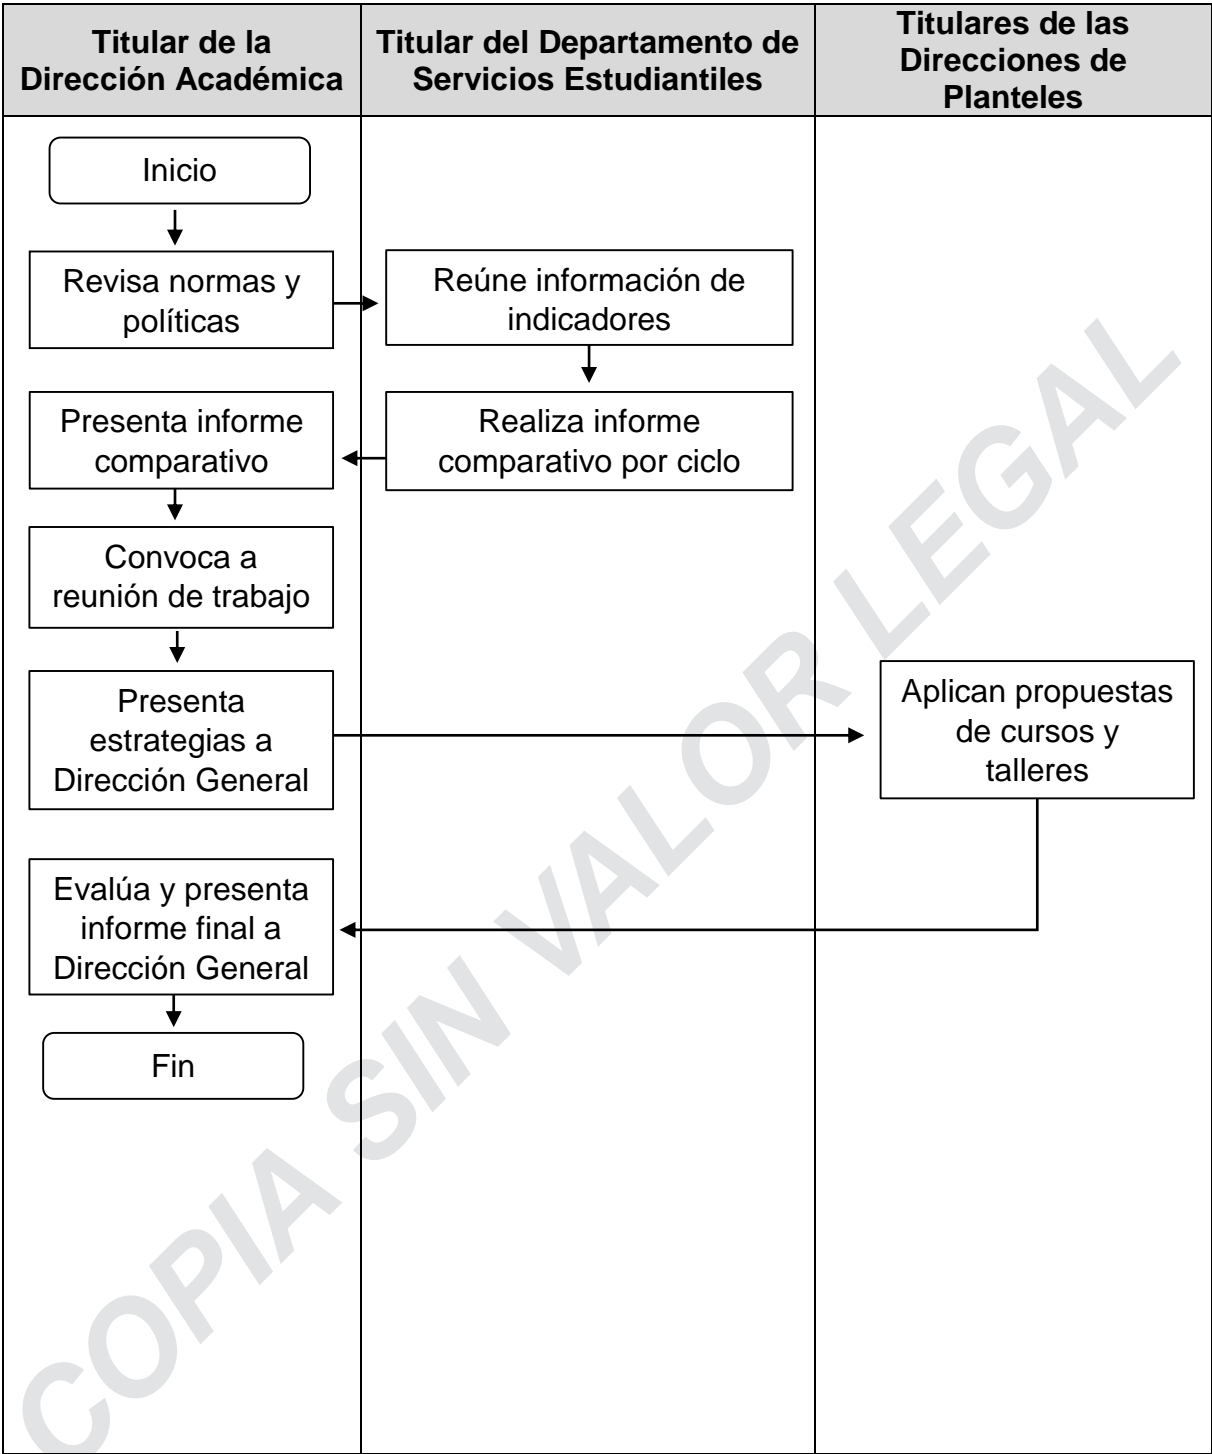 Titular de la
Dirección Académica
Titular del Departamento de
Servicios Estudiantiles
Titulares de las
Direcciones de
Planteles
Inicio
Revisa normas y
políticas
Reúne información de
indicadores
Realiza informe
comparativo por ciclo
Presenta informe
comparativo
Convoca a
reunión de trabajo
Presenta
estrategias a
Dirección General
Aplican propuestas
de cursos y
talleres
Evalúa y presenta
informe final a
Dirección General
Fin
COPIA SIN VALOR LEGAL